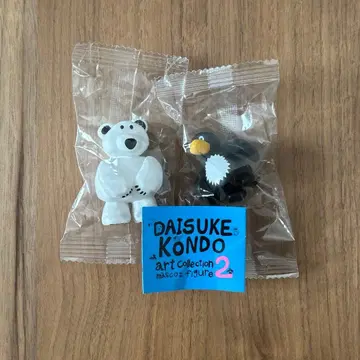 DAISUKE
KONDO
art collection
mascot figure 2